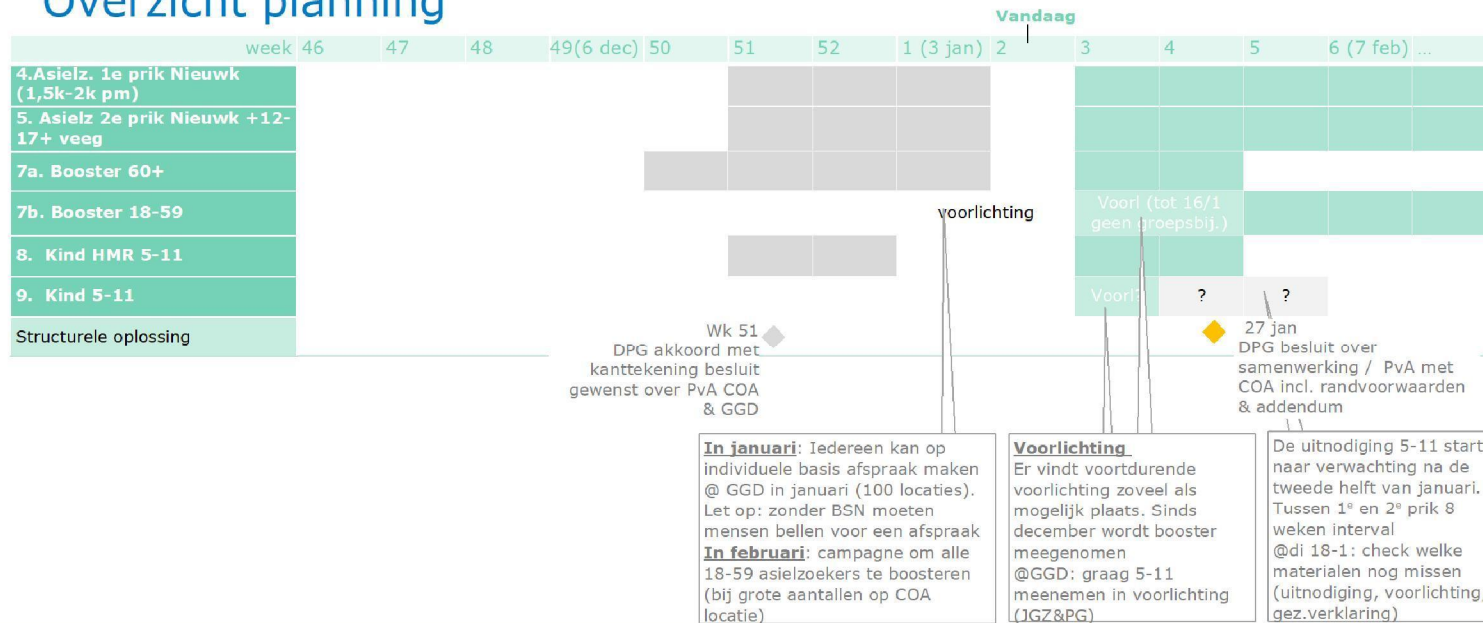 Overzicht planning
Vandaag
week 46 47 48 49(6 dec) 50 51 52 1 (3 jan) 2 3 4 5 6 (7 feb) ...
4.Asielz. 1e prik Nieuwk
(1,5k-2k pm)
5. Asielz 2e prik Nieuwk +12-
17+ veeg
7a. Booster 60+
7b. Booster 18-59
voorlichting
Voorl (tot 16/1
geen groepsbij.)
8. Kind HMR 5-11
9. Kind 5-11
Voorl?
?
?
Structurele oplossing
Wk 51
DPG akkoord met
kanttekening besluit
gewenst over PvA COA
& GGD
27 jan
DPG besluit over
samenwerking / PvA met
COA incl. randvoorwaarden
& addendum
In januari: Iedereen kan op
individuele basis afspraak maken
@ GGD in januari (100 locaties).
Let op: zonder BSN moeten
mensen bellen voor een afspraak
In februari: campagne om alle
18-59 asielzoekers te boosteren
(bij grote aantallen op COA
locatie)
Voorlichting
Er vindt voortdurende
voorlichting zoveel als
mogelijk plaats. Sinds
december wordt booster
meegenomen
@GGD: graag 5-11
meenemen in voorlichting
(JGZ&PG)
De uitnodiging 5-11 start
naar verwachting na de
tweede helft van januari.
Tussen 1e en 2e prik 8
weken interval
@di 18-1: check welke
materialen nog missen
(uitnodiging, voorlichting,
gez.verklaring)